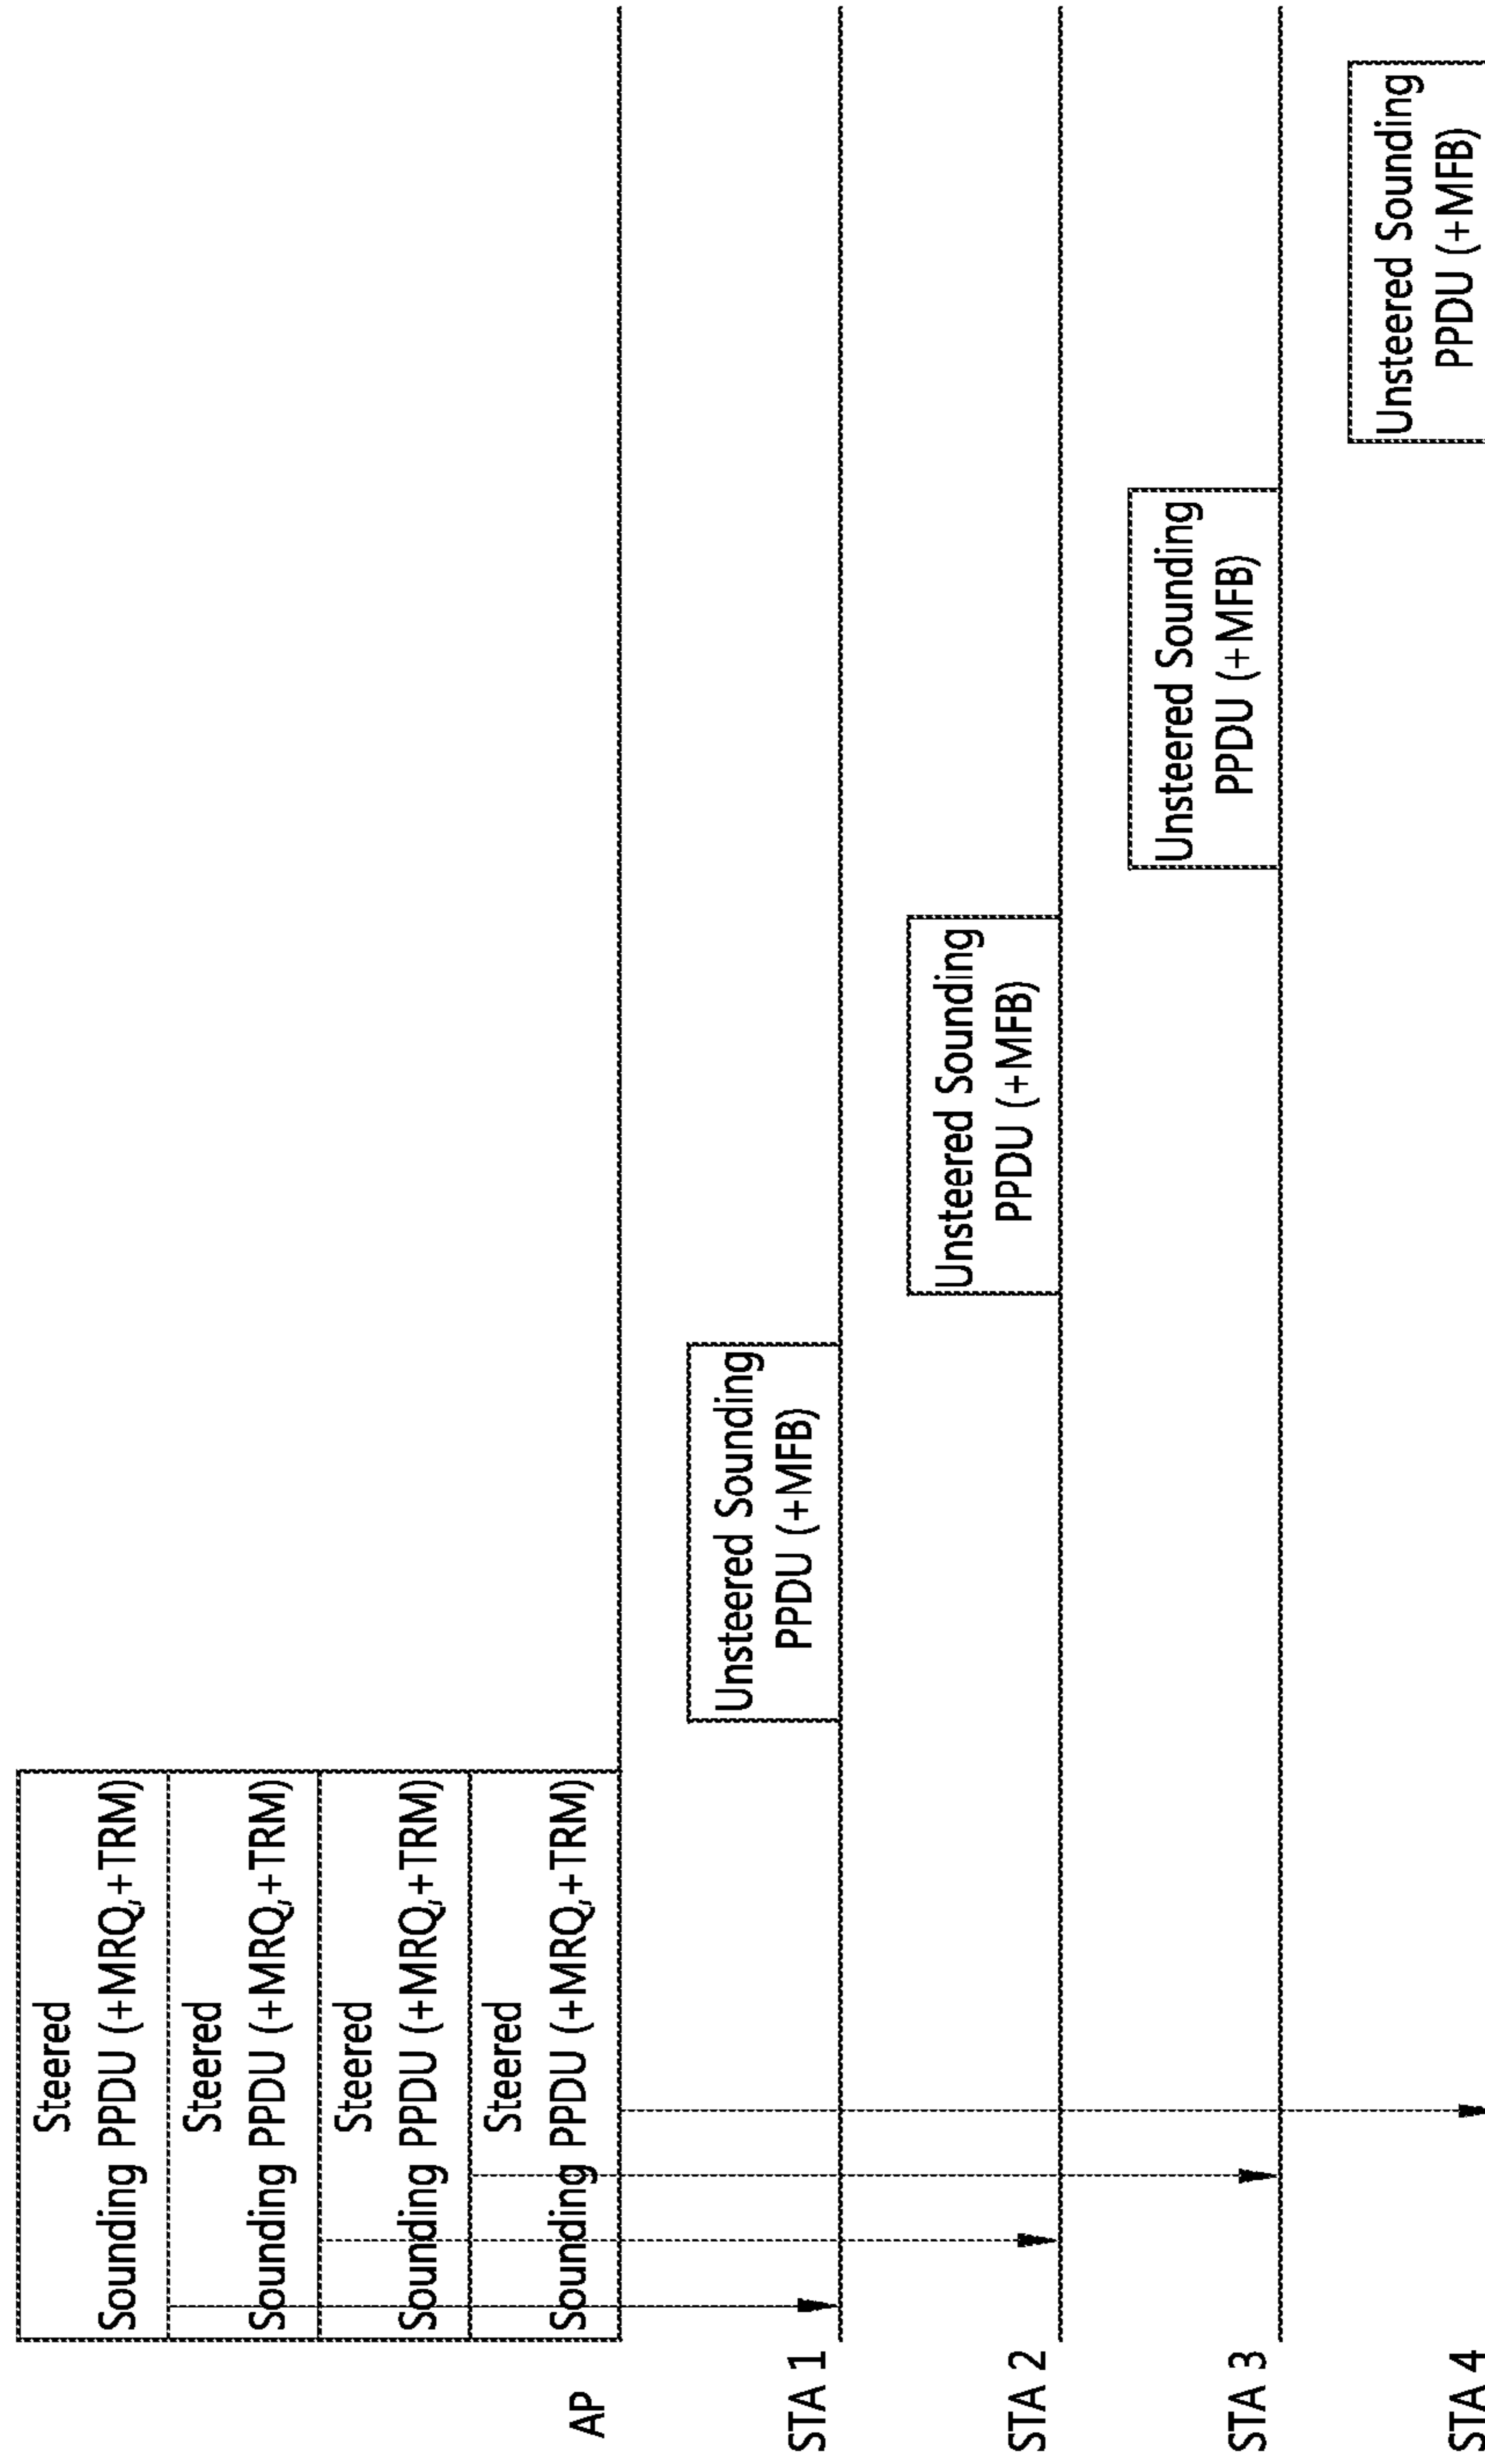 Steered
Sounding PPDU (+MRQ,+TRM)
Steered
Sounding PPDU (+MRQ,+TRM)
Steered
Sounding PPDU (+MRQ,+TRM)
Steered
Sounding PPDU (+MRQ,+TRM)
AP
Unsteered Sounding
PPDU (+MFB)
STA 1
Unsteered Sounding
PPDU (+MFB)
STA 2
Unsteered Sounding
PPDU (+MFB)
STA 3
Unsteered Sounding
PPDU (+MFB)
STA 4